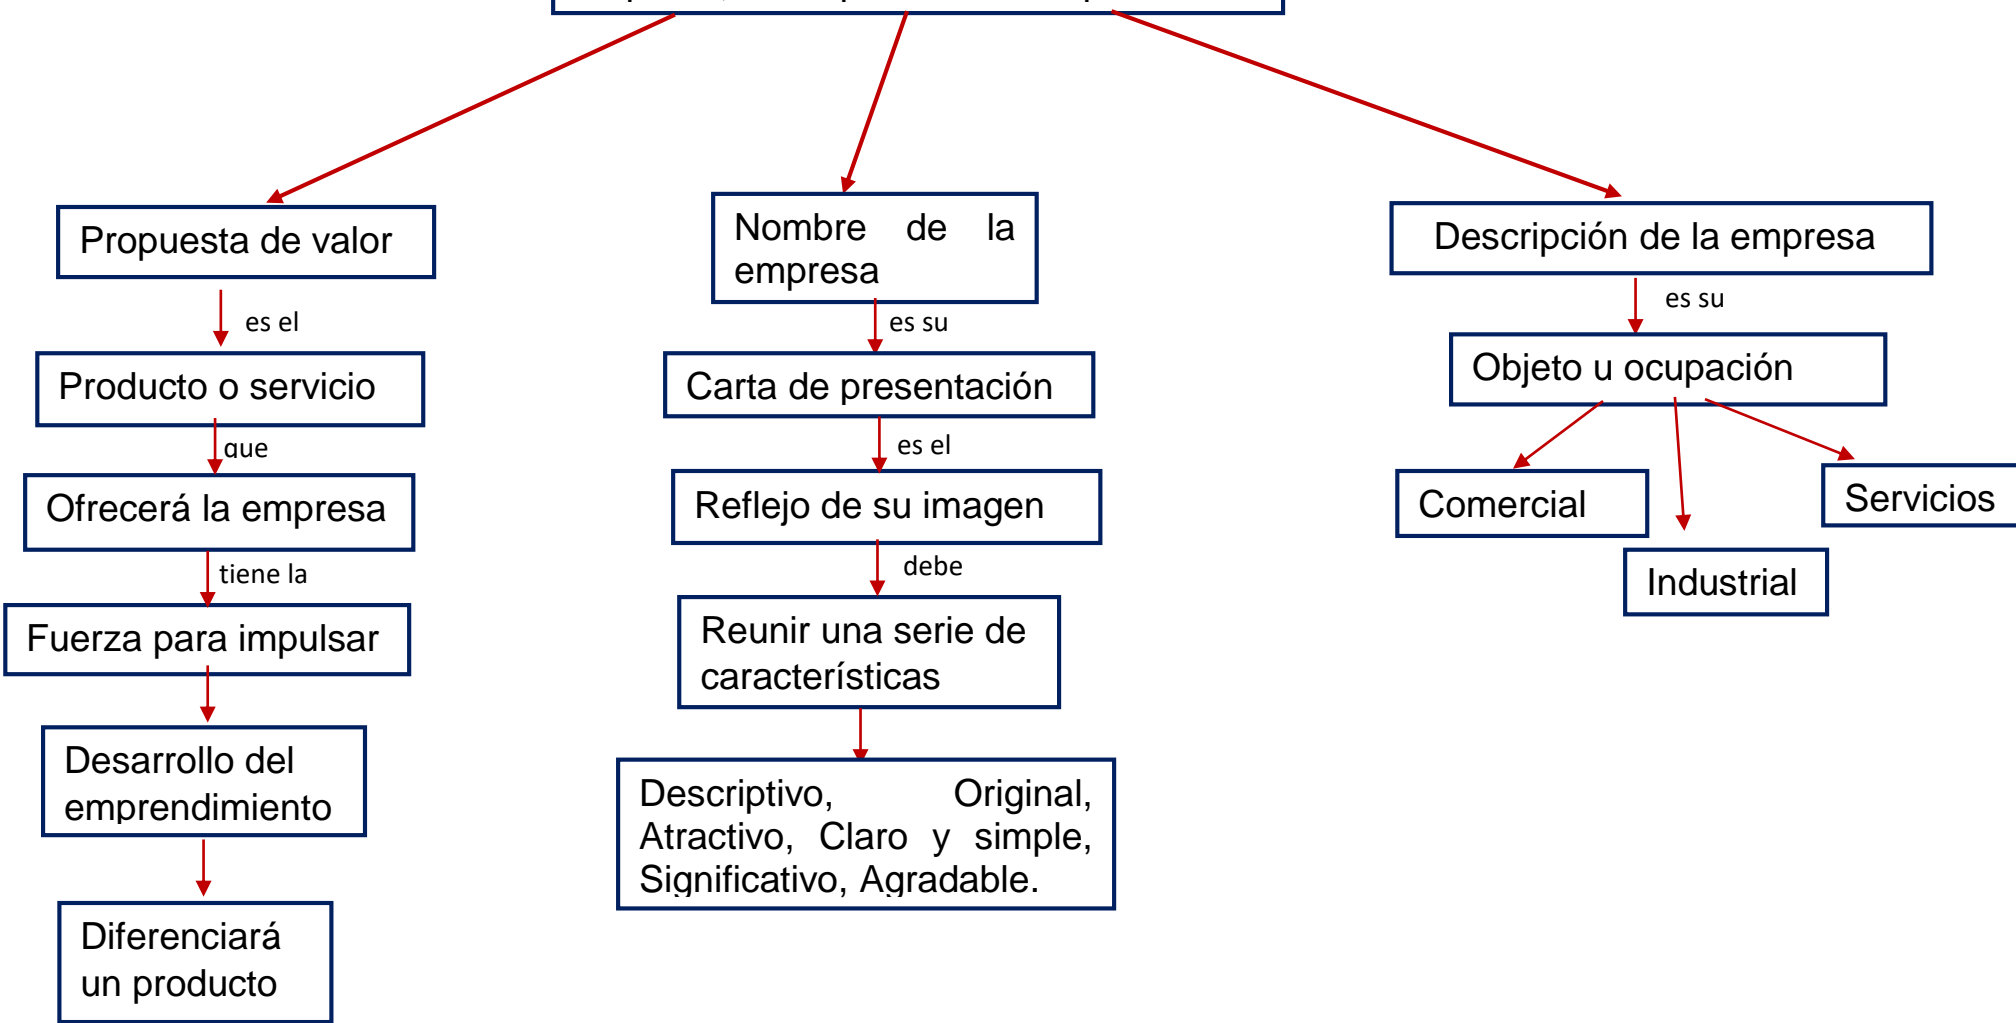 Propuesta de valor
es el
Producto o servicio
que
Ofrecerá la empresa
tiene la
Fuerza para impulsar
Desarrollo del
emprendimiento
Diferenciará
un producto
Nombre de la
empresa
es su
Carta de presentación
es el
Reflejo de su imagen
debe
Reunir una serie de
características
Descriptivo, Original,
Atractivo, Claro y simple,
Significativo, Agradable.
Descripción de la empresa
es su
Objeto u ocupación
Comercial
Industrial
Servicios